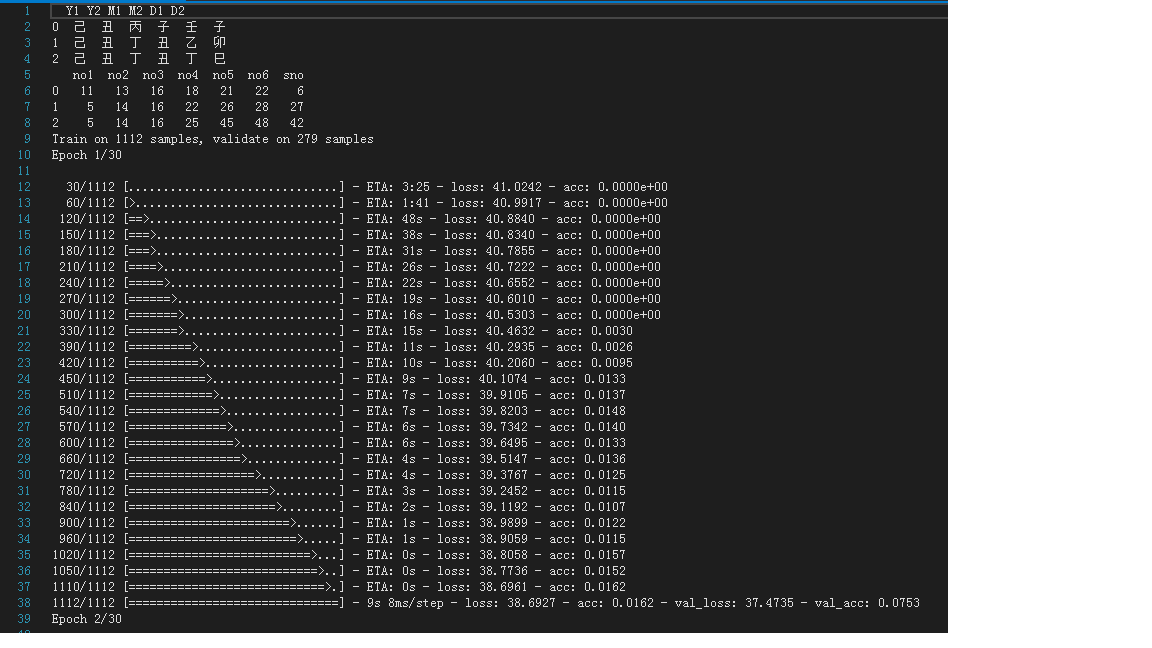 1 Y1 Y2 M1 M2 D1 D2
2 0 己 丑 丙 子 壬 子
3 1 己 丑 丁 丑 乙 卯
4 2 己 丑 丁 丑 丁 巳
5 no1 no2 no3 no4 no5 no6 sno
6 0 11 13 16 18 21 22 6
7 1 5 14 16 22 26 28 27
8 2 5 14 16 25 45 48 42
9 Train on 1112 samples, validate on 279 samples
10 Epoch 1/30
11
12 30/1112 [..............................] - ETA: 3:25 - loss: 41.0242 - acc: 0.0000e+00
13 60/1112 [>.............................] - ETA: 1:41 - loss: 40.9917 - acc: 0.0000e+00
14 120/1112 [==>...........................] - ETA: 48s - loss: 40.8840 - acc: 0.0000e+00
15 150/1112 [===>..........................] - ETA: 38s - loss: 40.8340 - acc: 0.0000e+00
16 180/1112 [===>..........................] - ETA: 31s - loss: 40.7855 - acc: 0.0000e+00
17 210/1112 [====>.........................] - ETA: 26s - loss: 40.7222 - acc: 0.0000e+00
18 240/1112 [=====>........................] - ETA: 22s - loss: 40.6552 - acc: 0.0000e+00
19 270/1112 [======>.......................] - ETA: 19s - loss: 40.6010 - acc: 0.0000e+00
20 300/1112 [=======>......................] - ETA: 16s - loss: 40.5303 - acc: 0.0000e+00
21 330/1112 [=======>......................] - ETA: 15s - loss: 40.4632 - acc: 0.0030
22 390/1112 [=========>....................] - ETA: 11s - loss: 40.2935 - acc: 0.0026
23 420/1112 [==========>...................] - ETA: 10s - loss: 40.2060 - acc: 0.0095
24 450/1112 [===========>..................] - ETA: 9s - loss: 40.1074 - acc: 0.0133
25 510/1112 [============>.................] - ETA: 7s - loss: 39.9105 - acc: 0.0137
26 540/1112 [=============>................] - ETA: 7s - loss: 39.8203 - acc: 0.0148
27 570/1112 [==============>...............] - ETA: 6s - loss: 39.7342 - acc: 0.0140
28 600/1112 [===============>..............] - ETA: 6s - loss: 39.6495 - acc: 0.0133
29 660/1112 [================>.............] - ETA: 4s - loss: 39.5147 - acc: 0.0136
30 720/1112 [==================>...........] - ETA: 4s - loss: 39.3767 - acc: 0.0125
31 780/1112 [====================>.........] - ETA: 3s - loss: 39.2452 - acc: 0.0115
32 840/1112 [=====================>........] - ETA: 2s - loss: 39.1192 - acc: 0.0107
33 900/1112 [=======================>......] - ETA: 1s - loss: 38.9899 - acc: 0.0122
34 960/1112 [========================>.....] - ETA: 1s - loss: 38.9059 - acc: 0.0115
35 1020/1112 [==========================>...] - ETA: 0s - loss: 38.8058 - acc: 0.0157
36 1050/1112 [===========================>..] - ETA: 0s - loss: 38.7736 - acc: 0.0152
37 1110/1112 [============================>.] - ETA: 0s - loss: 38.6961 - acc: 0.0162
38 1112/1112 [==============================] - 9s 8ms/step - loss: 38.6927 - acc: 0.0162 - val_loss: 37.4735 - val_acc: 0.0753
39 Epoch 2/30